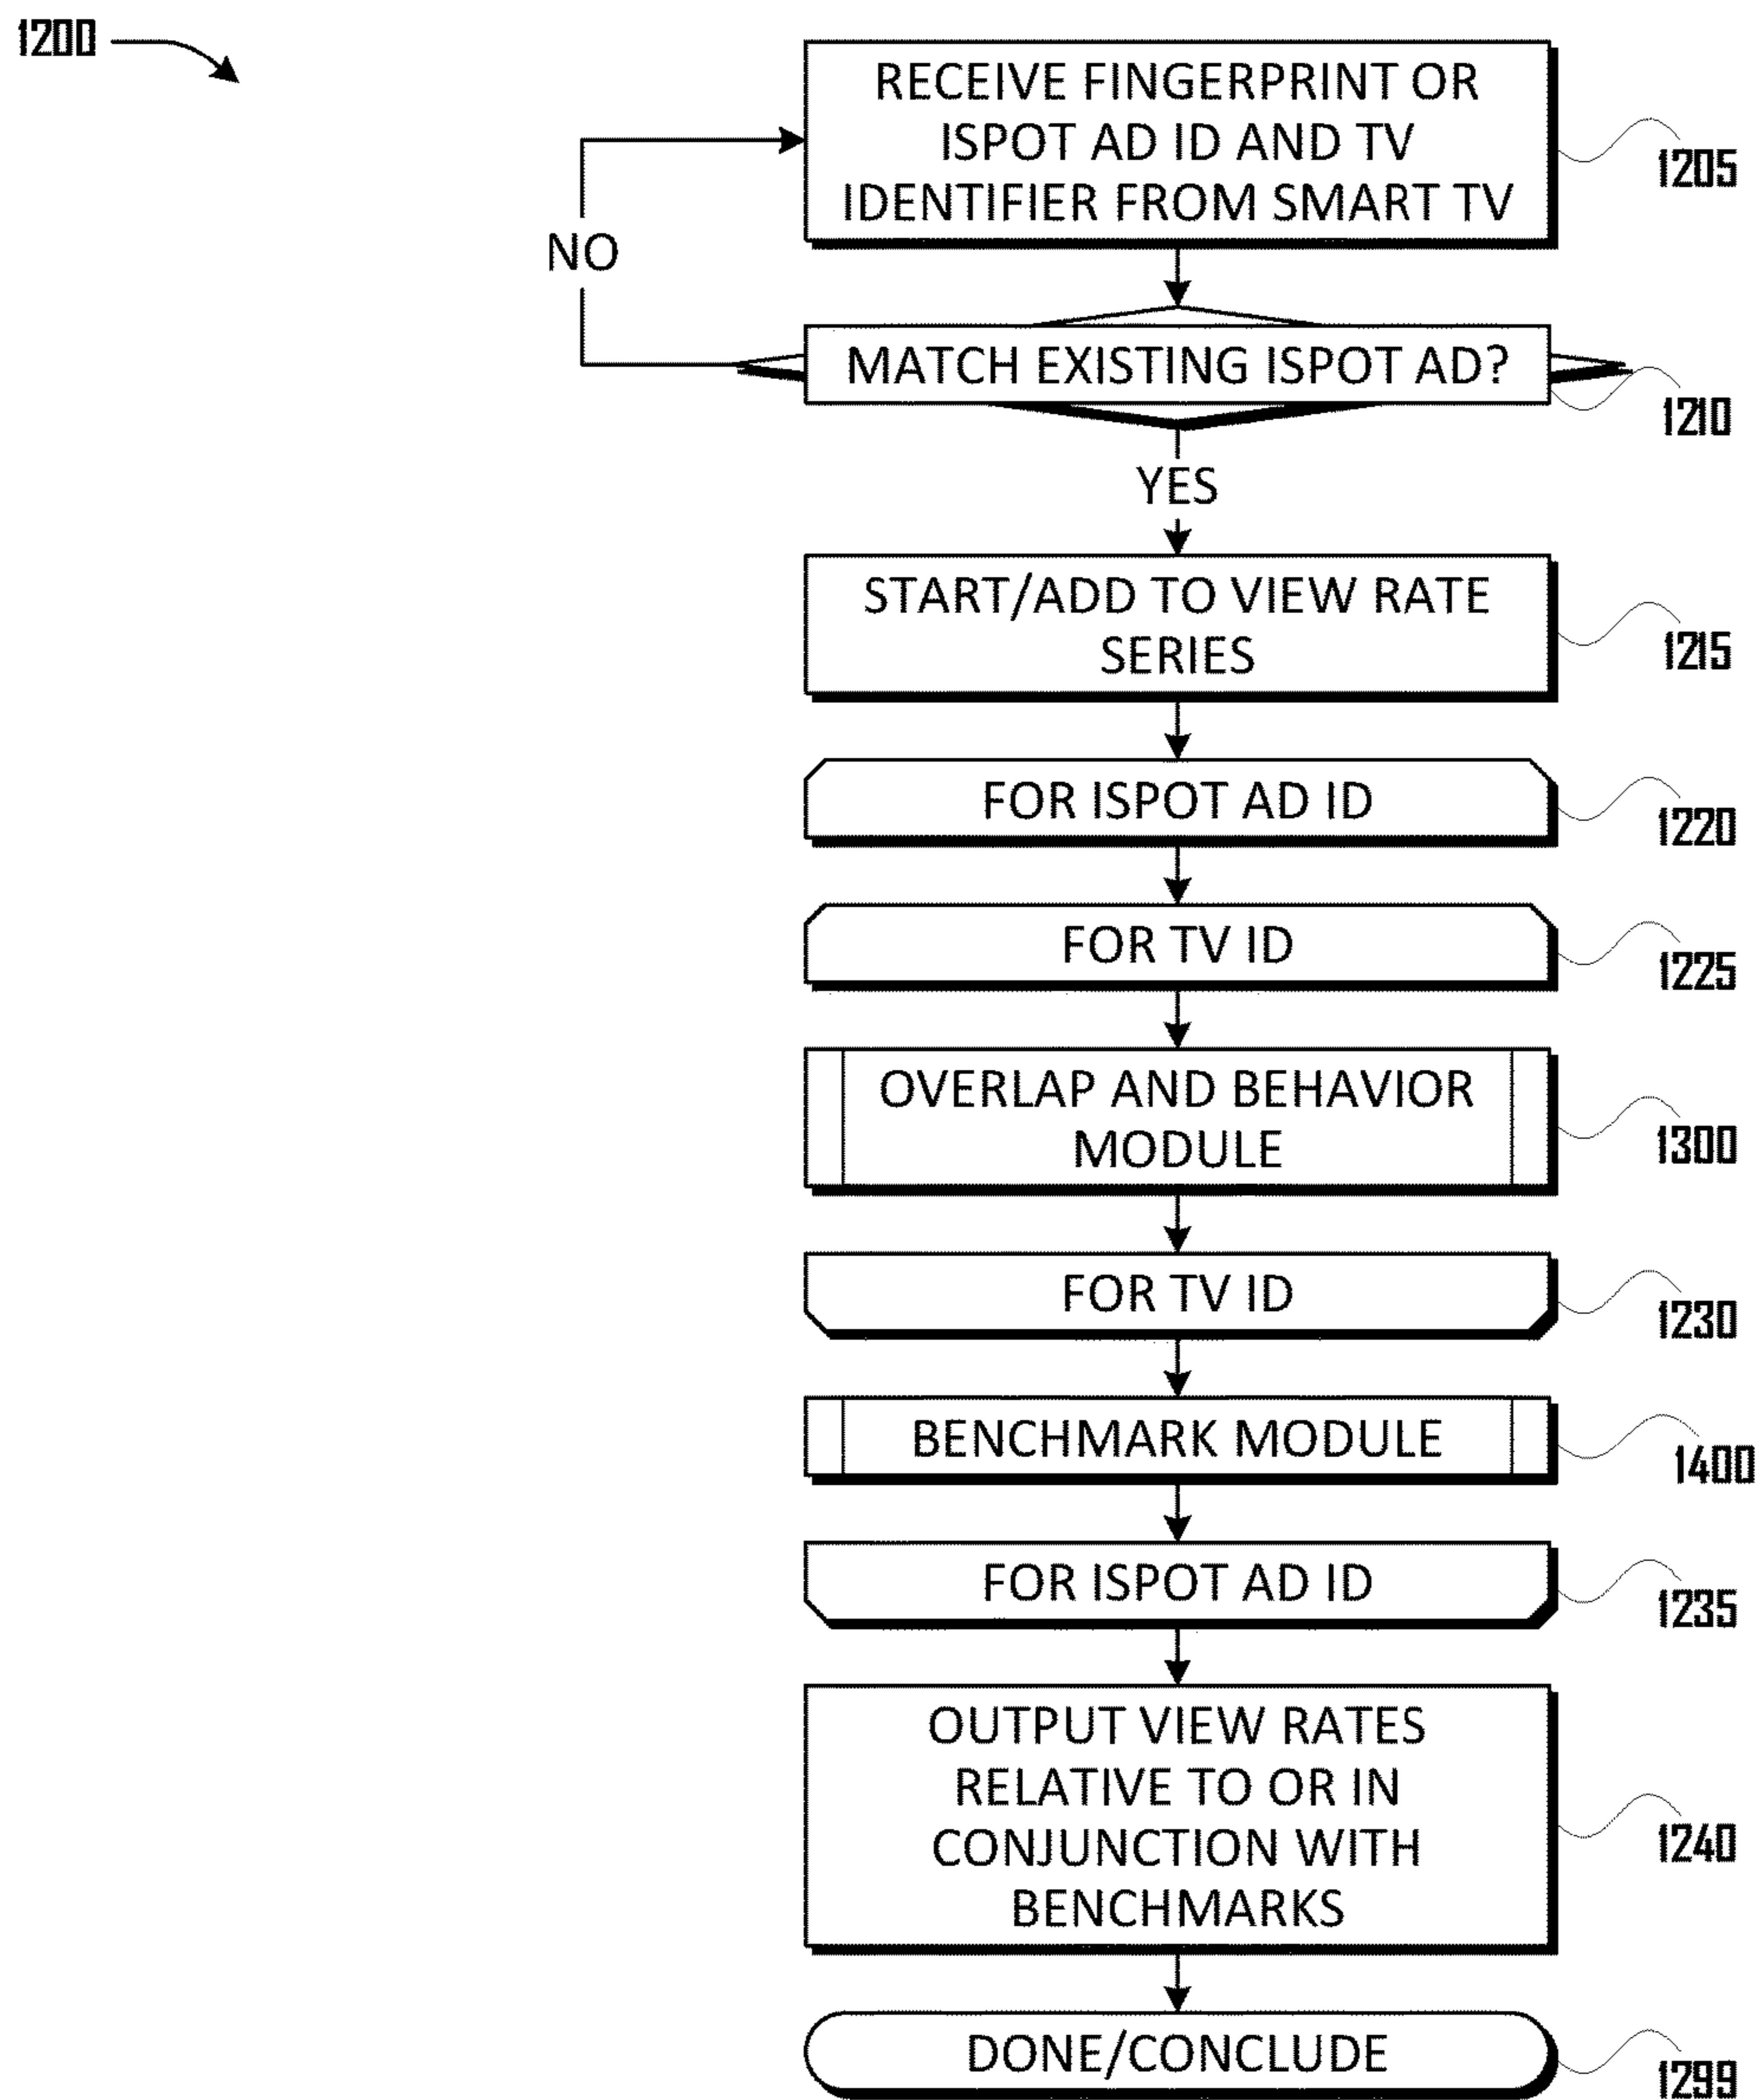 1200
RECEIVE FINGERPRINT OR
ISPOT AD ID AND TV
IDENTIFIER FROM SMART TV
1205
NO
MATCH EXISTING ISPOT AD?
1210
YES
START/ADD TO VIEW RATE
SERIES
1215
FOR ISPOT AD ID
1220
FOR TV ID
1225
OVERLAP AND BEHAVIOR
MODULE
1300
FOR TV ID
1230
BENCHMARK MODULE
1400
FOR ISPOT AD ID
1235
OUTPUT VIEW RATES
RELATIVE TO OR IN
CONJUNCTION WITH
BENCHMARKS
1240
DONE/CONCLUDE
1299